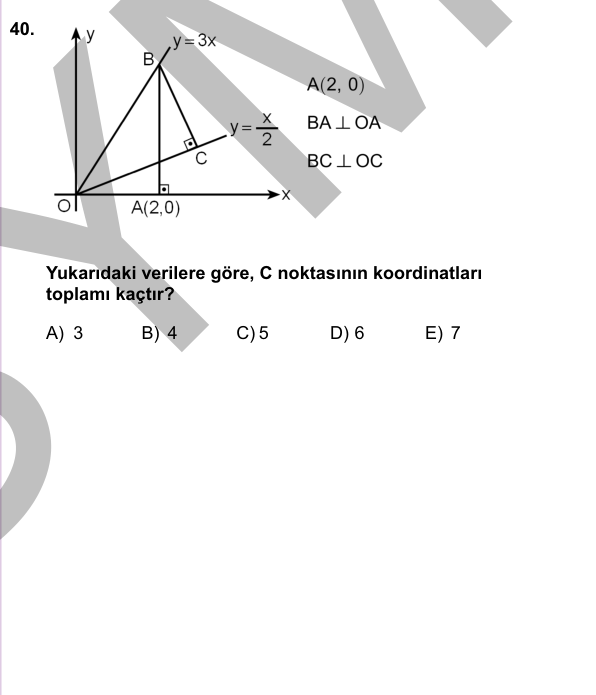 40.
y
y=3x
B
A(2, 0)
y=x/2
BA⊥OA
C
BC⊥OC
x
O
A(2,0)
Yukarıdaki verilere göre, C noktasının koordinatları
toplamı kaçtır?
A) 3 B) 4 C) 5 D) 6 E) 7